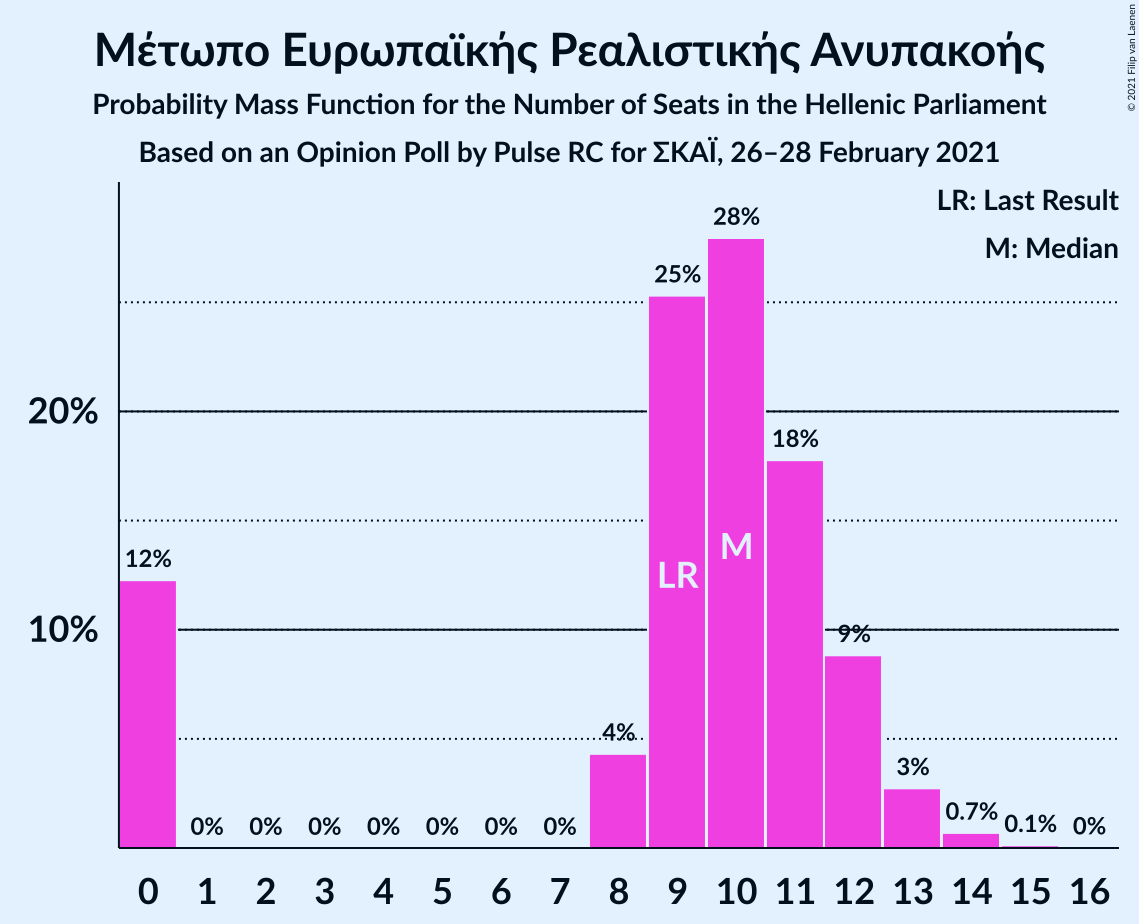 Μέτωπο Ευρωπαϊκής Ρεαλιστικής Ανυπακοής
Probability Mass Function for the Number of Seats in the Hellenic Parliament
Based on an Opinion Poll by Pulse RC for ΣΚΑΪ, 26–28 February 2021
© 2021 Filip van Laenen
LR: Last Result
M: Median
28%
25%
20%
18%
12%
10%
9%
4%
3%
0.7%
0.1%
0% 0% 0% 0% 0% 0% 0% 0%
LR
M
0 1 2 3 4 5 6 7 8 9 10 11 12 13 14 15 16